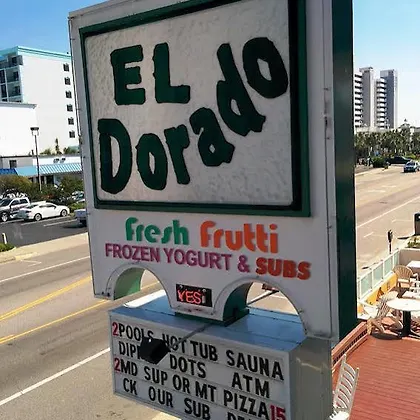 EL
Dorado
fresh frutti
FROZEN YOGURT & SUBS
YES!
2POOLS HOT TUB SAUNA
DIP DOTS ATM
2MD SUP OR MT PIZZA 15
CK OUR SUB